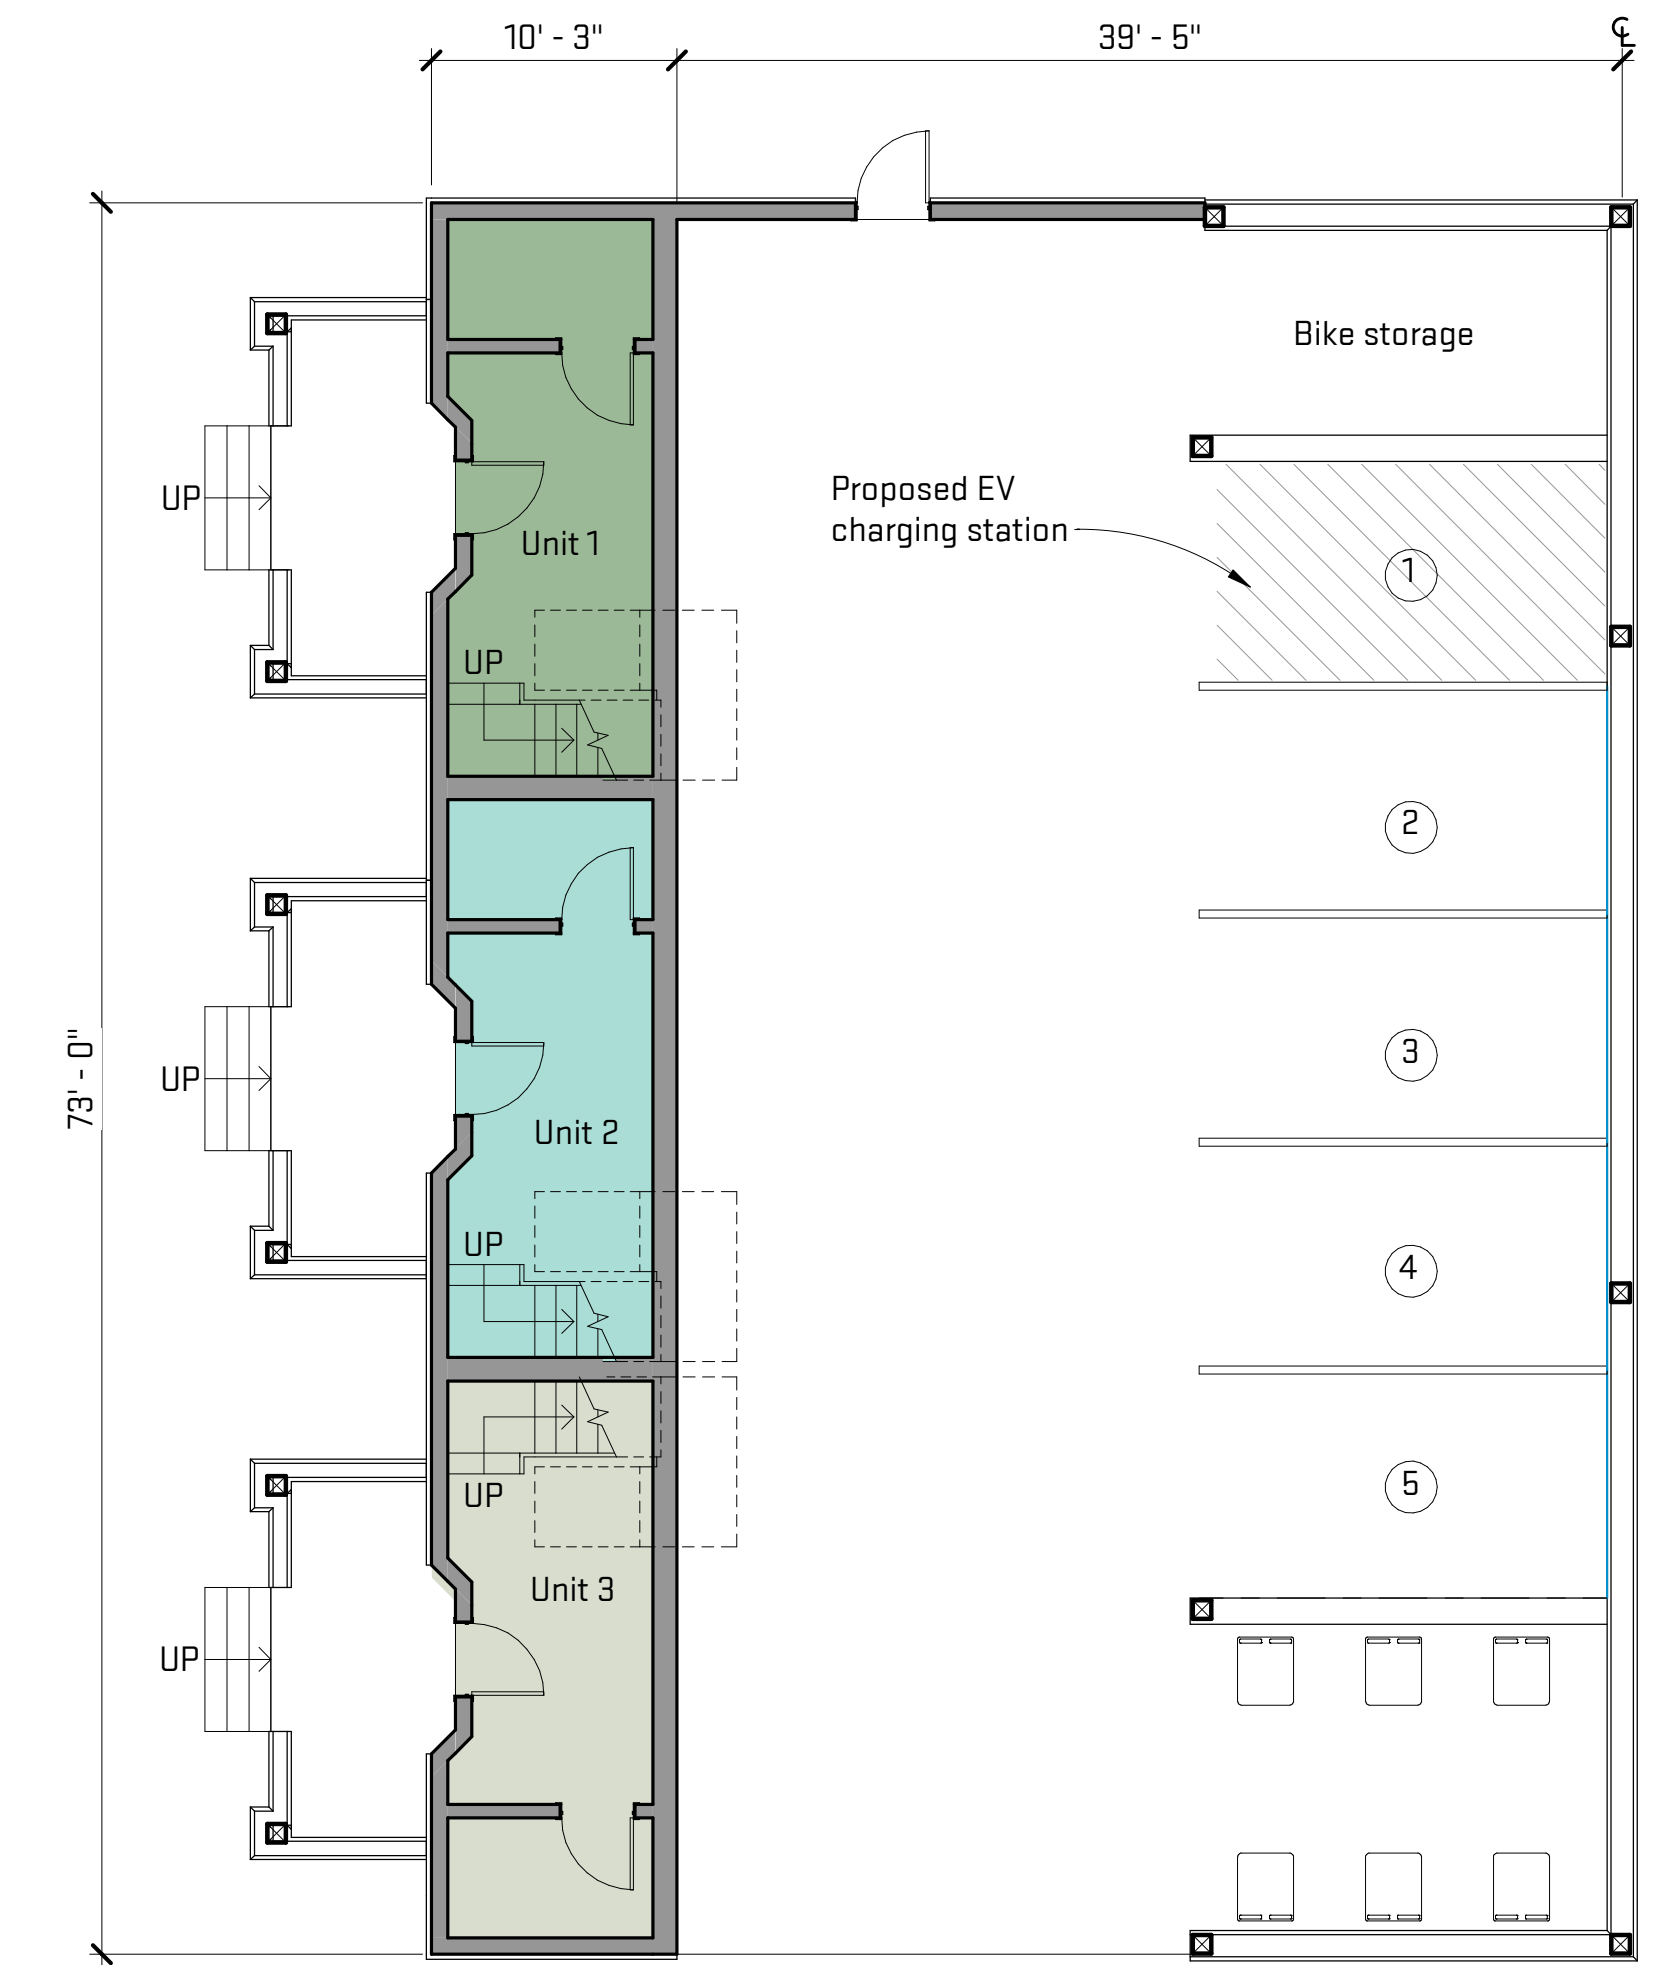 10' - 3"
39' - 5"
℄
Bike storage
Proposed EV
charging station
UP
Unit 1
1
UP
2
73' - 0"
UP
3
Unit 2
UP
4
5
UP
Unit 3
UP